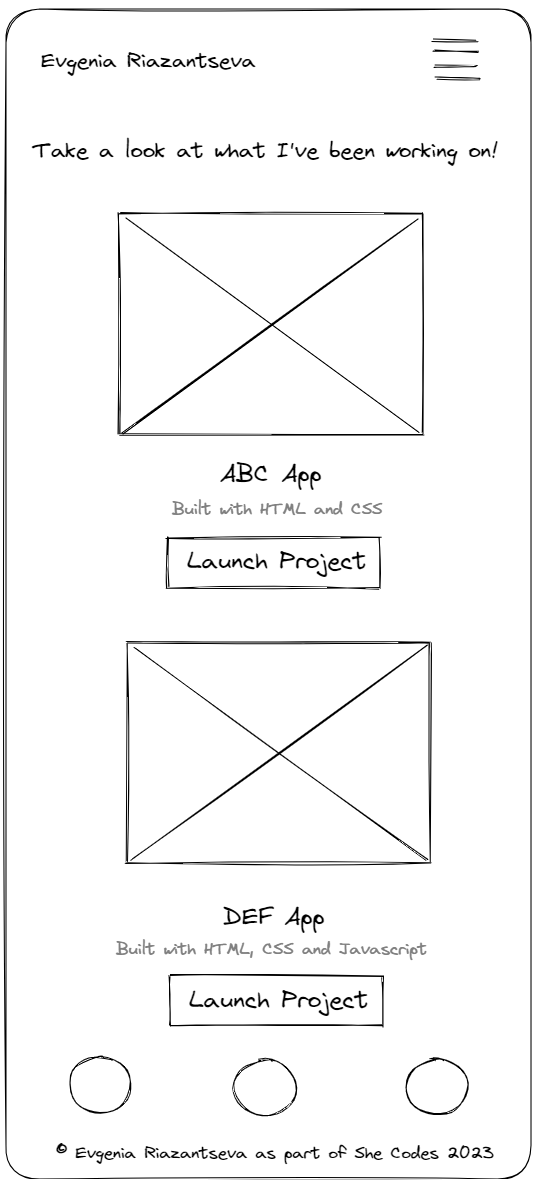 Evgenia Riazantseva
Take a look at what I've been working on!
ABC App
Built with HTML and CSS
Launch Project
DEF App
Built with HTML, CSS and Javascript
Launch Project
© Evgenia Riazantseva as part of She Codes 2023